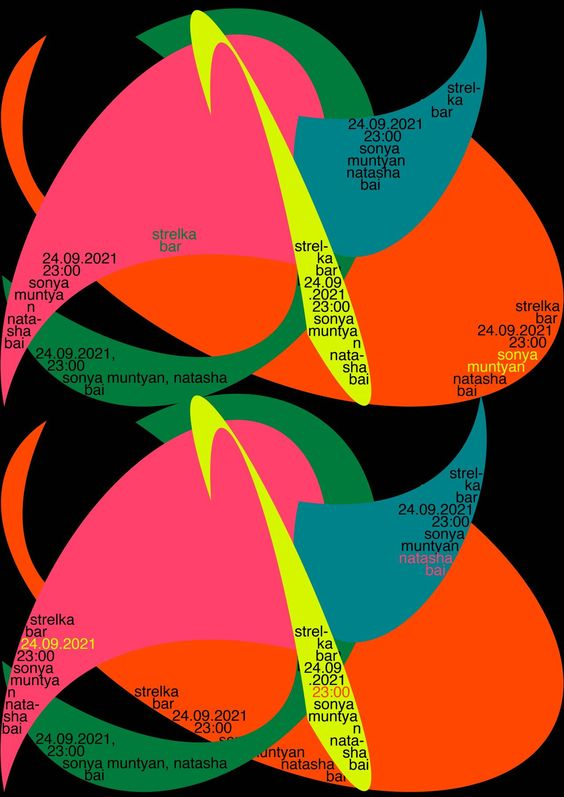 strel-
ka
bar
24.09.2021
23:00
sonya
muntyan
natasha
bai
strelka
bar
24.09.2021
23:00
sonya
muntya
n
nata-
sha
bai
strel-
ka
bar
24.09
.2021
23:00
sonya
muntya
n
nata-
sha
bai
strelka
bar
24.09.2021
23:00
sonya
muntyan
natasha
bai
24.09.2021,
23:00
sonya muntyan, natasha
bai
strel-
ka
bar
24.09.2021
23:00
sonya
muntyan
natasha
bai
strelka
bar
24.09.2021
23:00
sonya
muntya
n
nata-
sha
bai
strel-
ka
bar
24.09
.2021
23:00
sonya
muntya
n
nata-
sha
bai
strelka
bar
24.09.2021
23:00
natasha
bai
24.09.2021,
23:00
sonya muntyan, natasha
bai